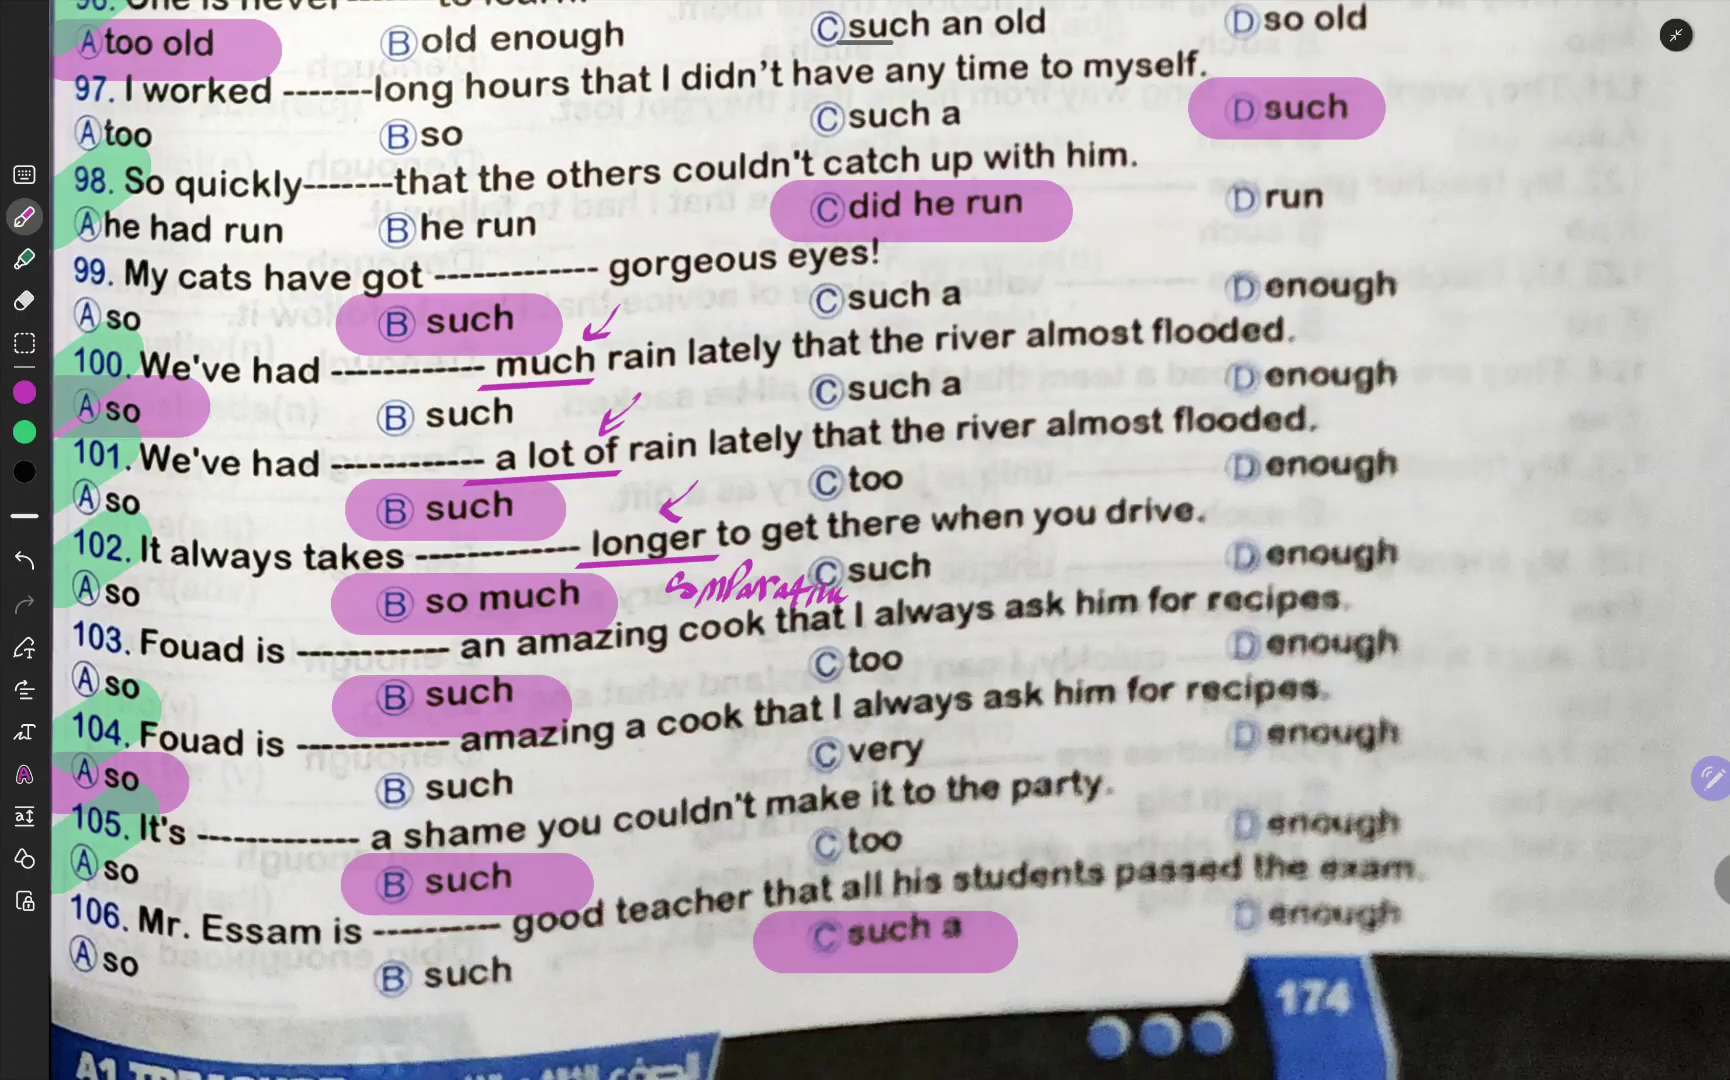 96. One is never------- to learn.
Ⓐ too old Ⓑ old enough Ⓒ such an old Ⓓ so old
97. I worked -------long hours that I didn't have any time to myself.
Ⓐ too Ⓑ so Ⓒ such a Ⓓ such
98. So quickly-------that the others couldn't catch up with him.
Ⓐ he had run Ⓑ he run Ⓒ did he run Ⓓ run
99. My cats have got ------------- gorgeous eyes!
Ⓐ so Ⓑ such Ⓒ such a Ⓓ enough
100. We've had ------------ much rain lately that the river almost flooded.
Ⓐ so Ⓑ such Ⓒ such a Ⓓ enough
101. We've had ------------ a lot of rain lately that the river almost flooded.
Ⓐ so Ⓑ such Ⓒ too Ⓓ enough
102. It always takes ------------- longer to get there when you drive.
comparative
Ⓐ so Ⓑ so much Ⓒ such Ⓓ enough
103. Fouad is ------------ an amazing cook that I always ask him for recipes.
Ⓐ so Ⓑ such Ⓒ too Ⓓ enough
104. Fouad is ------------ amazing a cook that I always ask him for recipes.
Ⓐ so Ⓑ such Ⓒ very Ⓓ enough
105. It's ------------- a shame you couldn't make it to the party.
Ⓐ so Ⓑ such Ⓒ too Ⓓ enough
106. Mr. Essam is ---------- good teacher that all his students passed the exam.
Ⓐ so Ⓑ such Ⓒ such a Ⓓ enough
174
A1 TREASURE